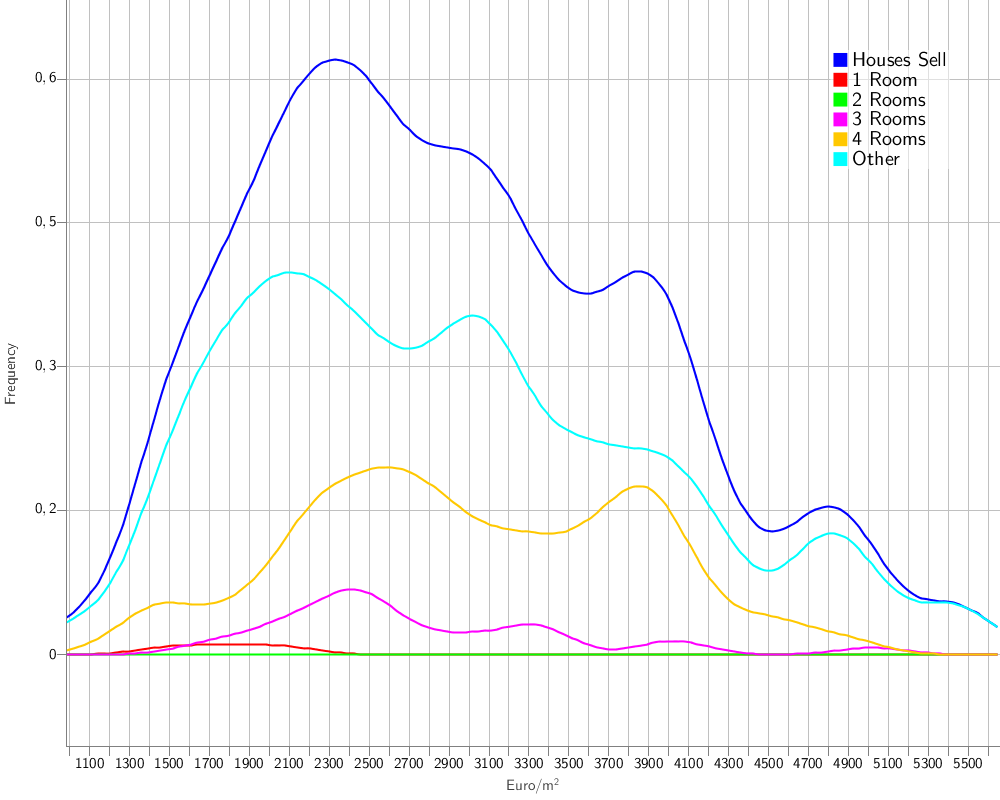 Houses Sell
1 Room
2 Rooms
3 Rooms
4 Rooms
Other
0, 6
0, 5
0, 3
0, 2
0
Frequency
1100 1300 1500 1700 1900 2100 2300 2500 2700 2900 3100 3300 3500 3700 3900 4100 4300 4500 4700 4900 5100 5300 5500
Euro/m²